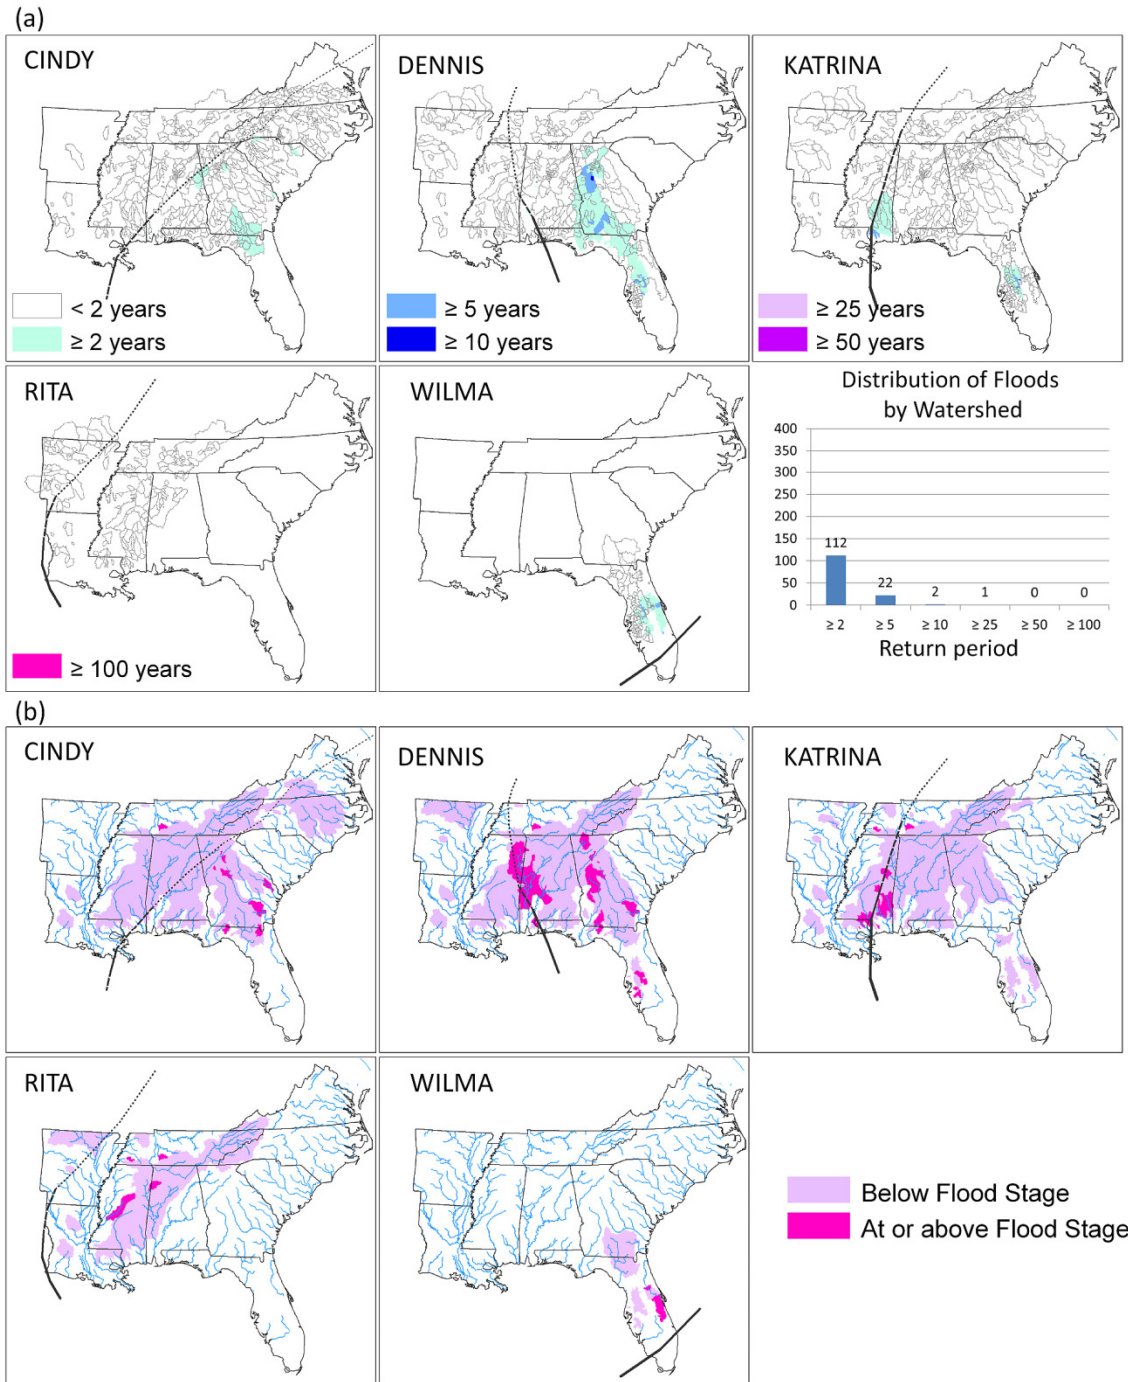 (a)
CINDY
< 2 years
≥ 2 years
DENNIS
≥ 5 years
≥ 10 years
KATRINA
≥ 25 years
≥ 50 years
RITA
≥ 100 years
WILMA
Distribution of Floods
by Watershed
400
350
300
250
200
150
100
50
0
112
22
2
1
0
0
≥ 2
≥ 5
≥ 10
≥ 25
≥ 50
≥ 100
Return period
(b)
CINDY
DENNIS
KATRINA
RITA
WILMA
Below Flood Stage
At or above Flood Stage